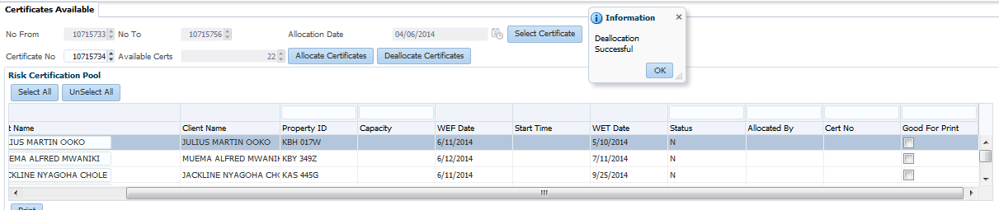 Certificates Available
Information
No From 10715733 No To 10715756 Allocation Date 04/06/2014 Select Certificate
Deallocation
Successful
Certificate No 10715734 Available Certs 22 Allocate Certificates Deallocate Certificates
OK
Risk Certification Pool
Select All UnSelect All
t Name Client Name Property ID Capacity WEF Date Start Time WET Date Status Allocated By Cert No Good For Print
IUS MARTIN OOKO JULIUS MARTIN OOKO KBH 017W 6/11/2014 5/10/2014 N
EMA ALFRED MWANIKI MUEMA ALFRED MWANIK KBY 349Z 6/12/2014 7/11/2014 N
CKLINE NYAGOHA CHOLE JACKLINE NYAGOHA CHO KAS 445G 6/11/2014 9/25/2014 N
Print